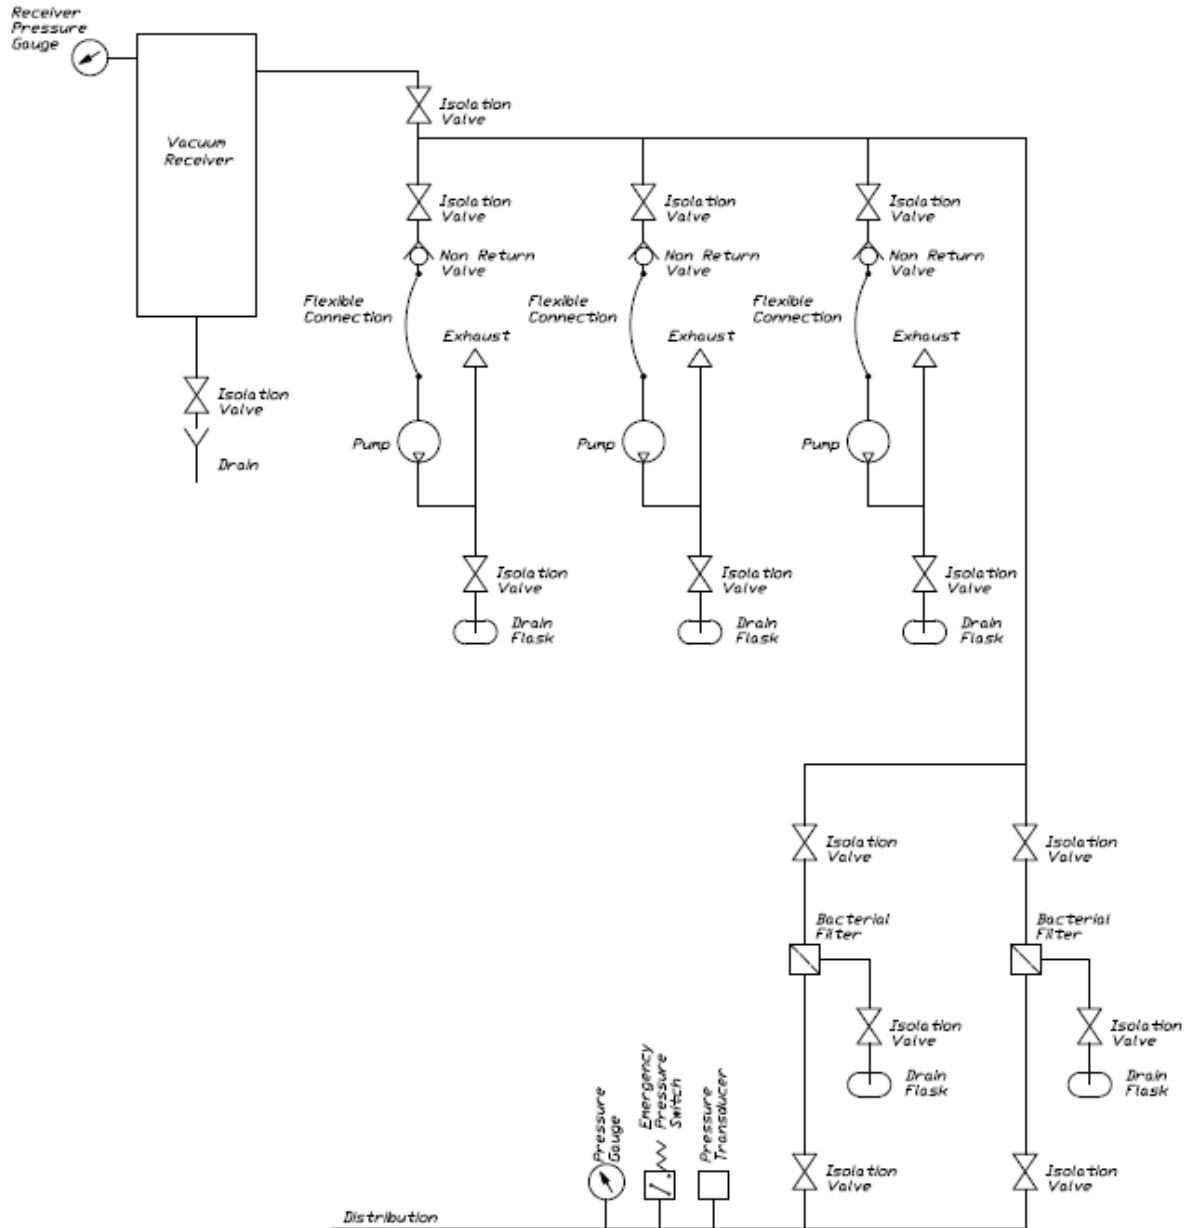 Receiver
Pressure
Gauge
Vacuum
Receiver
Isolation
Valve
Isolation
Valve
Isolation
Valve
Isolation
Valve
Non Return
Valve
Non Return
Valve
Non Return
Valve
Flexible
Connection
Flexible
Connection
Flexible
Connection
Exhaust
Exhaust
Exhaust
Isolation
Valve
Drain
Pump
Pump
Pump
Isolation
Valve
Isolation
Valve
Isolation
Valve
Drain
Flask
Drain
Flask
Drain
Flask
Isolation
Valve
Isolation
Valve
Bacterial
Filter
Bacterial
Filter
Isolation
Valve
Isolation
Valve
Drain
Flask
Drain
Flask
Pressure
Gauge
Emergency
Pressure
Switch
Pressure
Transducer
Isolation
Valve
Isolation
Valve
Distribution